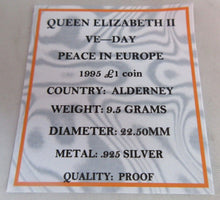 QUEEN ELIZABETH II
VE—DAY
PEACE IN EUROPE
1995 £1 coin
COUNTRY: ALDERNEY
WEIGHT: 9.5 GRAMS
DIAMETER: 22.50MM
METAL: .925 SILVER
QUALITY: PROOF